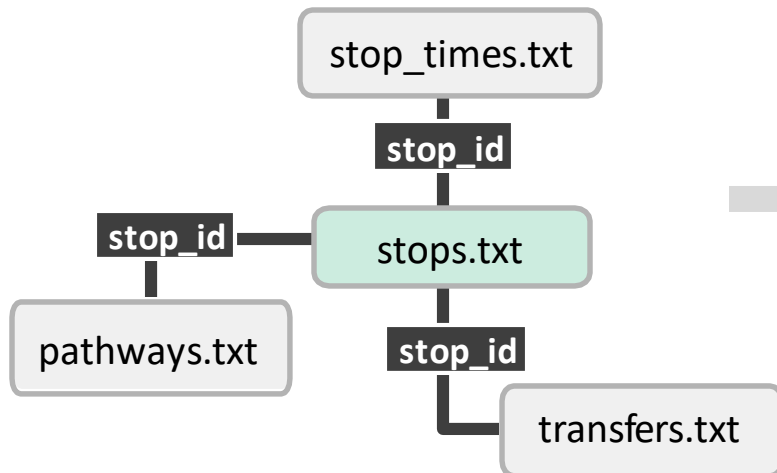 stop_times.txt
stop_id
stop_id
stops.txt
pathways.txt
stop_id
transfers.txt